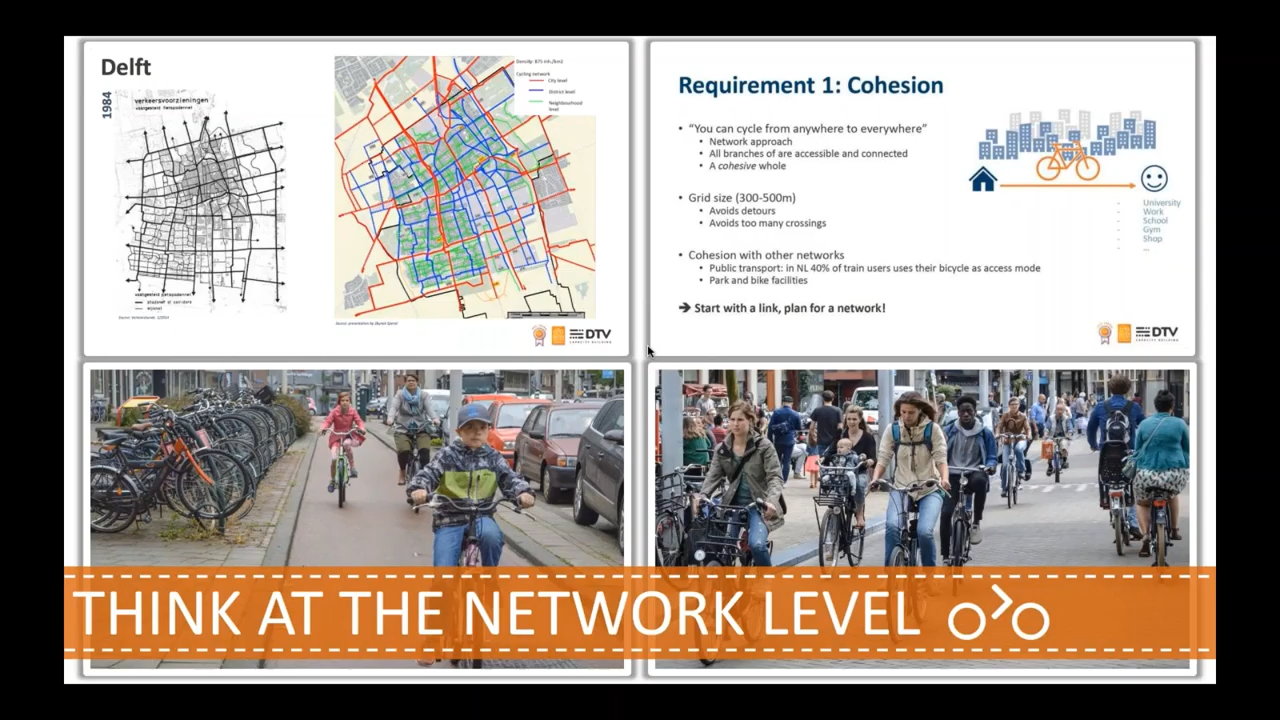 Delft
1984
verkeersvoorzieningen
Cycling network
City level
District level
Neighbourhood
level
DTV
Requirement 1: Cohesion
• “You can cycle from anywhere to everywhere”
• Network approach
• All branches of are accessible and connected
• A cohesive whole
• Grid size (300-500m)
• Avoids detours
• Avoids too many crossings
• Cohesion with other networks
• Public transport: in NL 40% of train users uses their bicycle as access mode
• Park and bike facilities
➔ Start with a link, plan for a network!
- University
- Work
- School
- Gym
- Shop
- ...
DTV
THINK AT THE NETWORK LEVEL